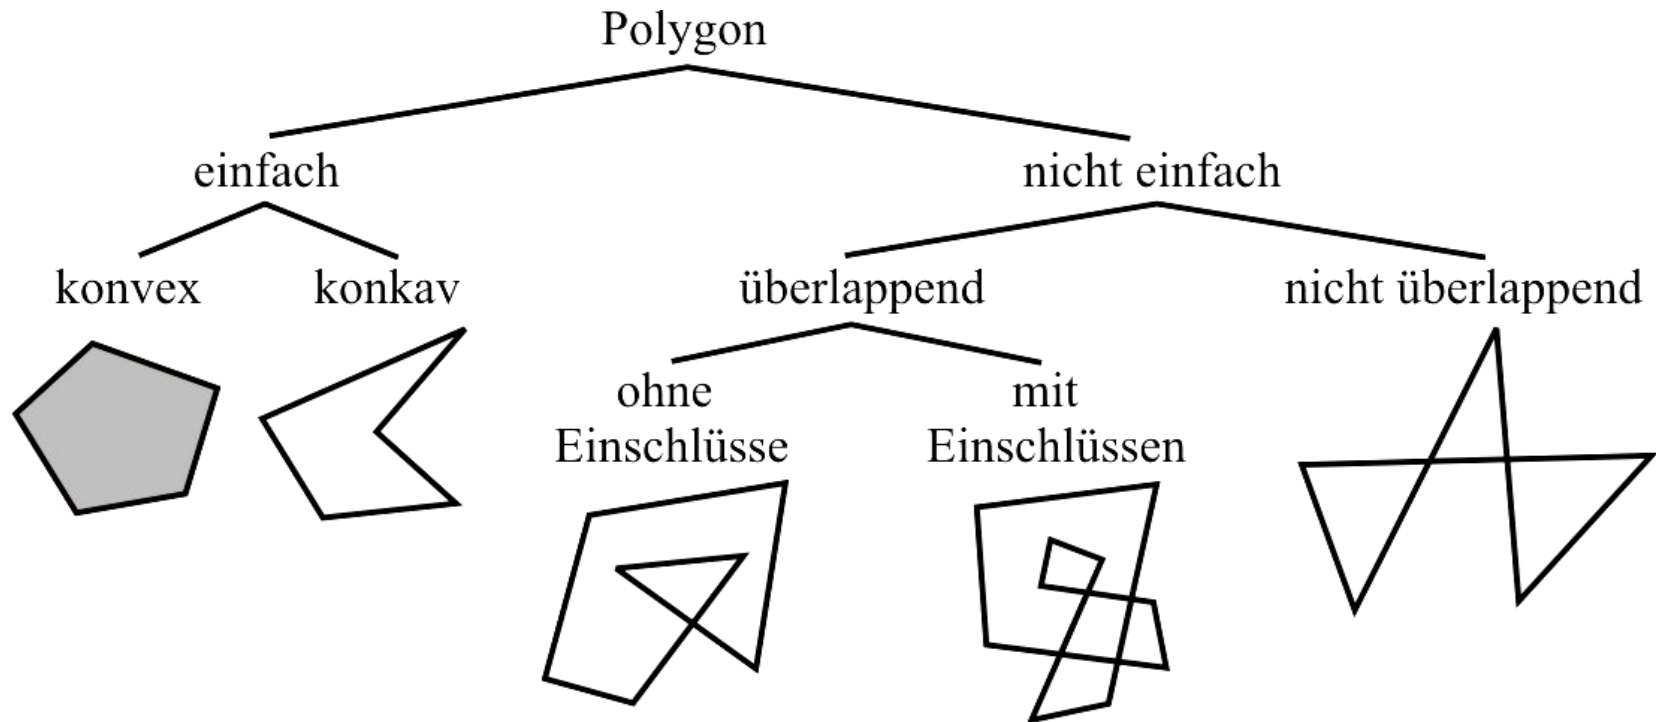 Polygon
einfach
nicht einfach
konvex
konkav
überlappend
nicht überlappend
ohne
Einschlüsse
mit
Einschlüssen